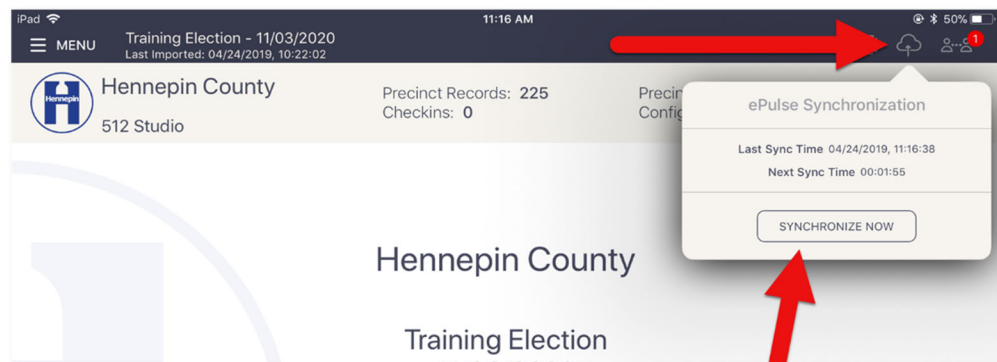 iPad 11:16 AM 50%
MENU Training Election - 11/03/2020
Last Imported: 04/24/2019, 10:22:02
1
Hennepin
Hennepin County
512 Studio
Precinct Records: 225
Checkins: 0
ePulse Synchronization
Last Sync Time 04/24/2019, 11:16:38
Next Sync Time 00:01:55
SYNCHRONIZE NOW
Hennepin County
Training Election